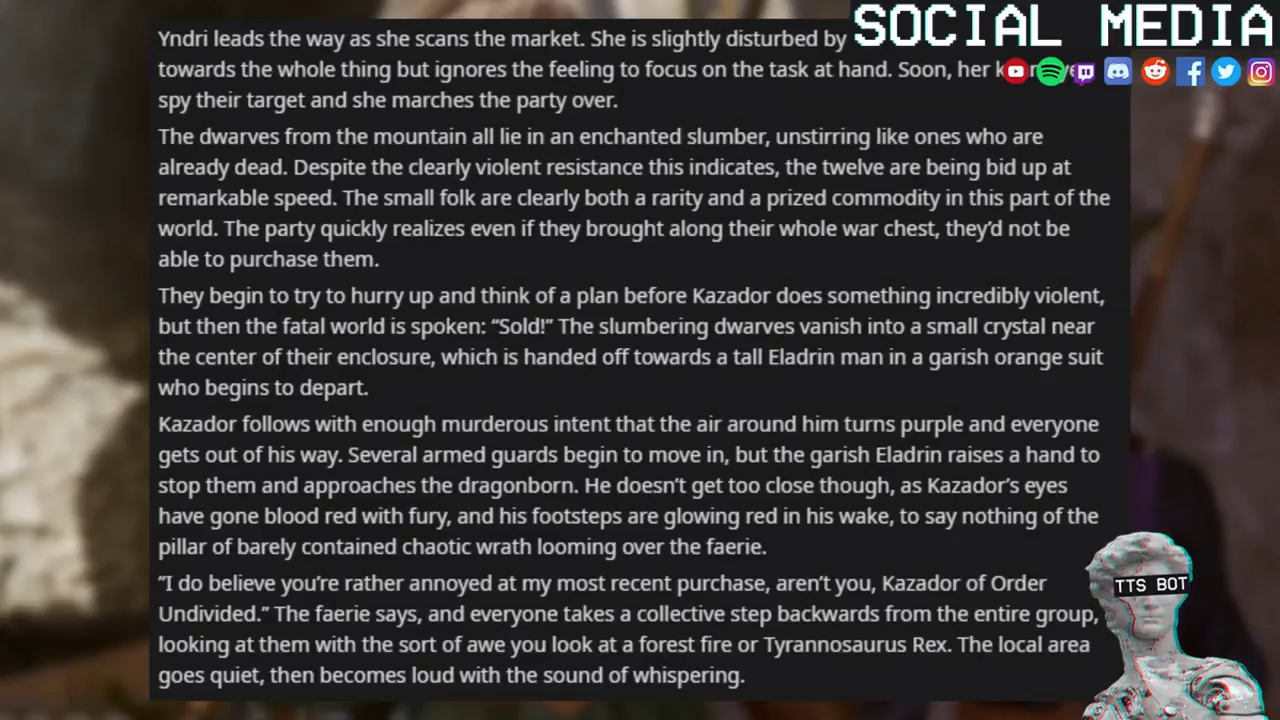 SOCIAL MEDIA
Yndri leads the way as she scans the market. She is slightly disturbed by
towards the whole thing but ignores the feeling to focus on the task at hand. Soon, her
spy their target and she marches the party over.
The dwarves from the mountain all lie in an enchanted slumber, unstirring like ones who are
already dead. Despite the clearly violent resistance this indicates, the twelve are being bid up at
remarkable speed. The small folk are clearly both a rarity and a prized commodity in this part of the
world. The party quickly realizes even if they brought along their whole war chest, they’d not be
able to purchase them.
They begin to try to hurry up and think of a plan before Kazador does something incredibly violent,
but then the fatal world is spoken: “Sold!” The slumbering dwarves vanish into a small crystal near
the center of their enclosure, which is handed off towards a tall Eladrin man in a garish orange suit
who begins to depart.
Kazador follows with enough murderous intent that the air around him turns purple and everyone
gets out of his way. Several armed guards begin to move in, but the garish Eladrin raises a hand to
stop them and approaches the dragonborn. He doesn’t get too close though, as Kazador’s eyes
have gone blood red with fury, and his footsteps are glowing red in his wake, to say nothing of the
pillar of barely contained chaotic wrath looming over the faerie.
”I do believe you’re rather annoyed at my most recent purchase, aren’t you, Kazador of Order
Undivided.” The faerie says, and everyone takes a collective step backwards from the entire group,
looking at them with the sort of awe you look at a forest fire or Tyrannosaurus Rex. The local area
goes quiet, then becomes loud with the sound of whispering.
TTS BOT